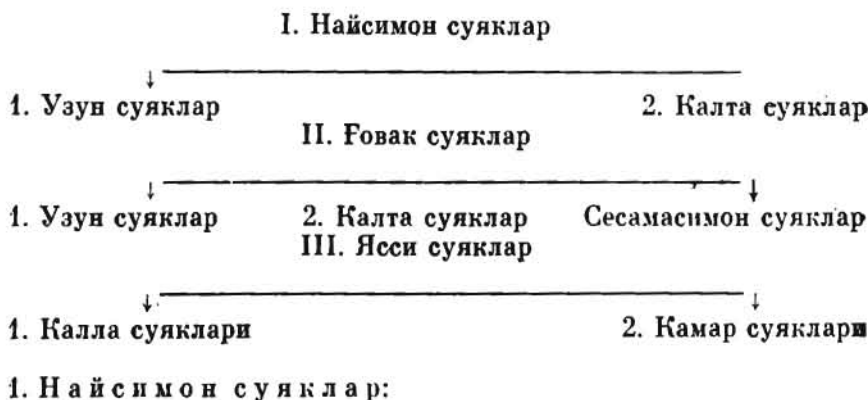 I. Найсимон суяклар
1. Узун суяклар 2. Калта суяклар
II. Ғовак суяклар
1. Узун суяклар 2. Калта суяклар Сесамасимон суяклар
III. Ясси суяклар
1. Калла суяклари 2. Камар суяклари
1. Найсимон суяклар: